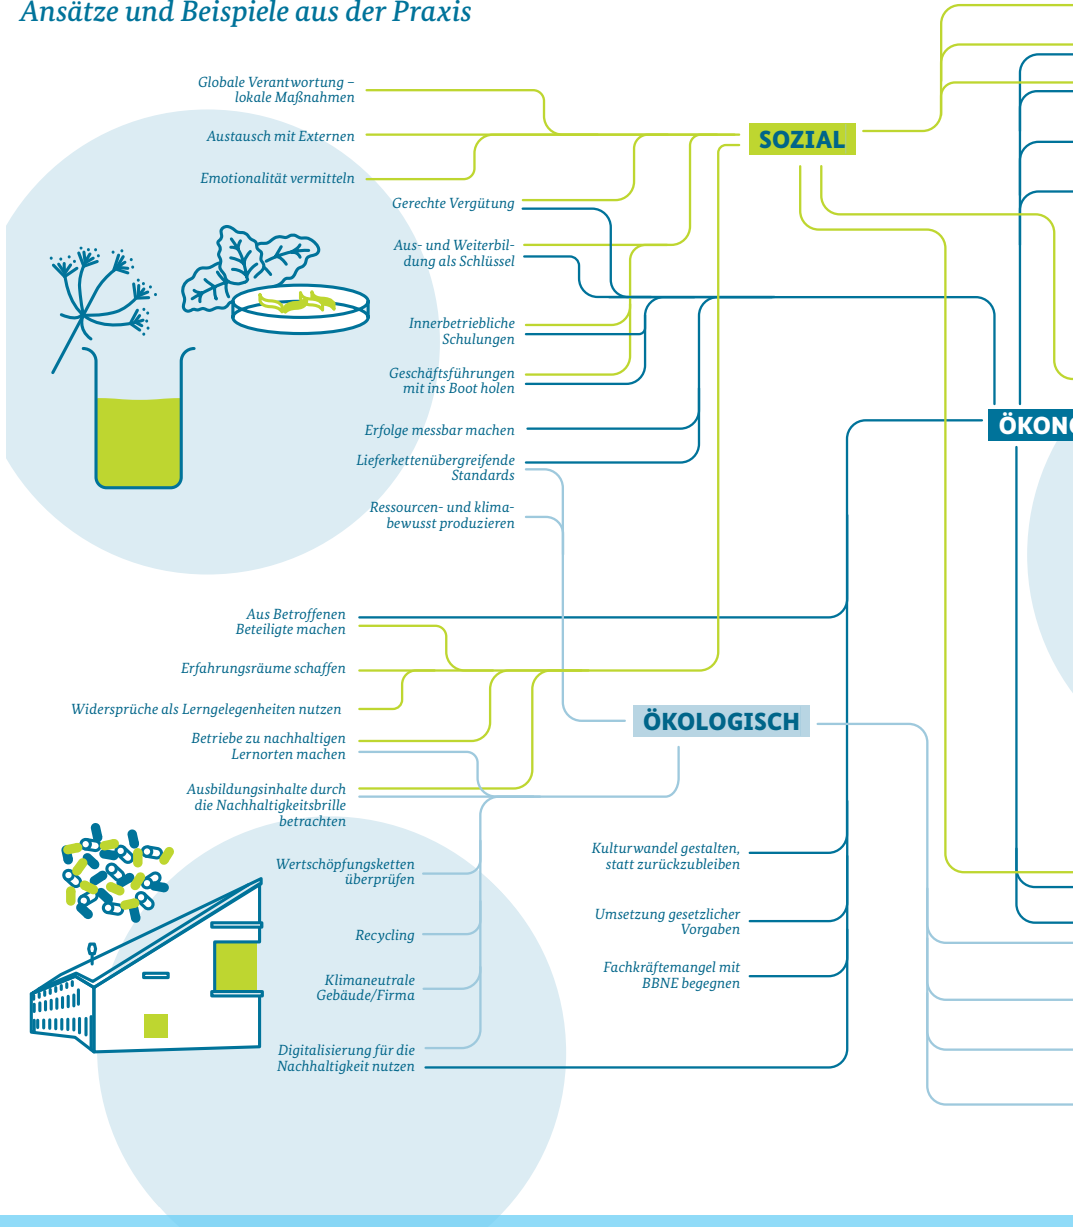 Ansätze und Beispiele aus der Praxis
Globale Verantwortung –
lokale Maßnahmen
Austausch mit Externen
Emotionalität vermitteln
SOZIAL
Gerechte Vergütung
Aus- und Weiterbil-
dung als Schlüssel
Innerbetriebliche
Schulungen
Geschäftsführungen
mit ins Boot holen
Erfolge messbar machen
Lieferkettenübergreifende
Standards
Ressourcen- und klima-
bewusst produzieren
ÖKON
Aus Betroffenen
Beteiligte machen
Erfahrungsräume schaffen
Widersprüche als Lerngelegenheiten nutzen
Betriebe zu nachhaltigen
Lernorten machen
Ausbildungsinhalte durch
die Nachhaltigkeitsbrille
betrachten
ÖKOLOGISCH
Wertschöpfungsketten
überprüfen
Recycling
Klimaneutrale
Gebäude/Firma
Digitalisierung für die
Nachhaltigkeit nutzen
Kulturwandel gestalten,
statt zurückzubleiben
Umsetzung gesetzlicher
Vorgaben
Fachkräftemangel mit
BBNE begegnen